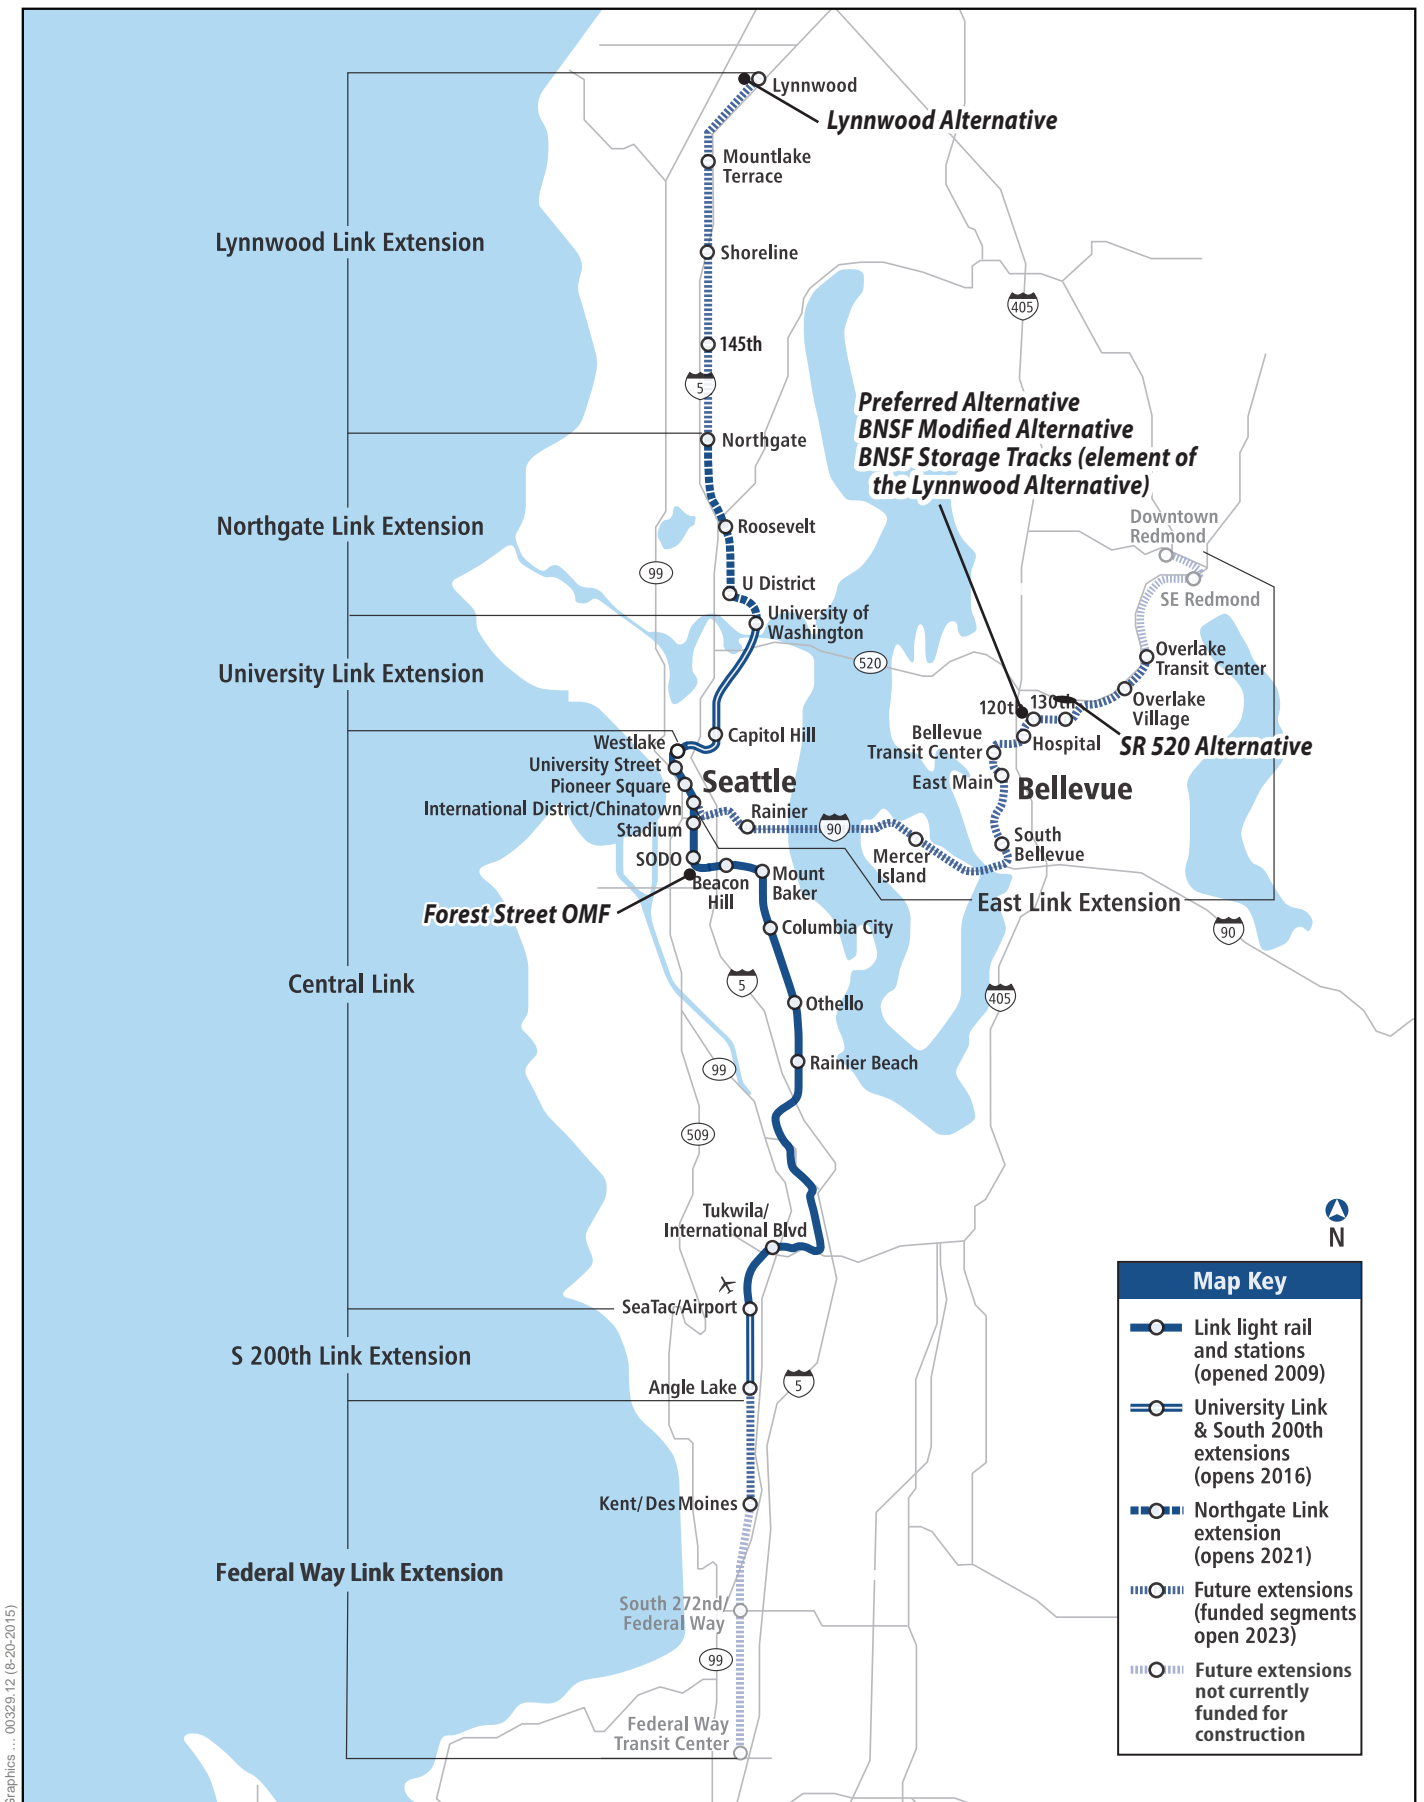 Lynnwood
Lynnwood Alternative
Mountlake
Terrace
Lynnwood Link Extension
Shoreline
405
145th
5
Preferred Alternative
BNSF Modified Alternative
BNSF Storage Tracks (element of
the Lynnwood Alternative)
Northgate
Northgate Link Extension
Roosevelt
Downtown
Redmond
99
U District
SE Redmond
University of
Washington
520
Overlake
Transit Center
University Link Extension
120th
130th
Overlake
Village
Westlake
Capitol Hill
Bellevue
Transit Center
Hospital
SR 520 Alternative
University Street
Pioneer Square
Seattle
East Main
Bellevue
International District/Chinatown
Rainier
90
Stadium
South
Bellevue
SODO
Mercer
Island
Beacon
Hill
Mount
Baker
East Link Extension
Forest Street OMF
Columbia City
90
Central Link
5
405
Othello
Rainier Beach
99
509
Tukwila/
International Blvd
N
SeaTac/Airport
S 200th Link Extension
Angle Lake
5
Kent/Des Moines
Federal Way Link Extension
South 272nd/
Federal Way
99
Federal Way
Transit Center
Map Key
Link light rail
and stations
(opened 2009)
University Link
& South 200th
extensions
(opens 2016)
Northgate Link
extension
(opens 2021)
Future extensions
(funded segments
open 2023)
Future extensions
not currently
funded for
construction
Graphics … 00329.12 (8-20-2015)